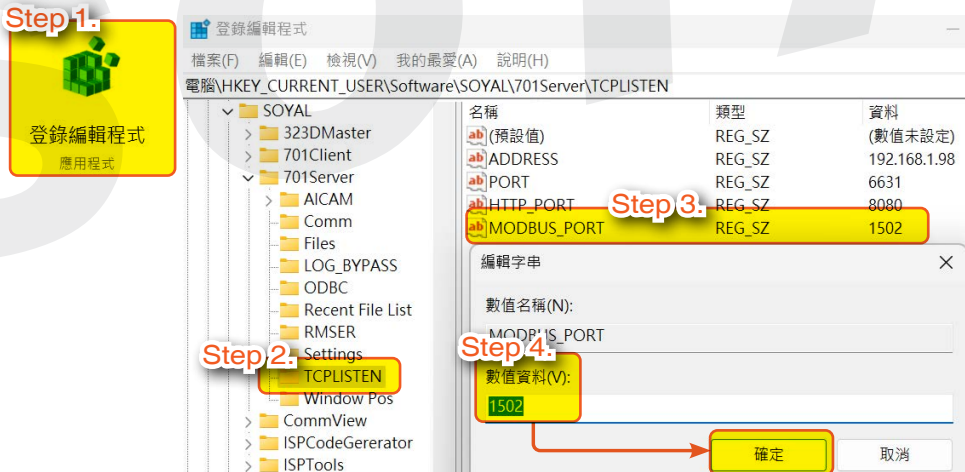 Step 1.
登錄編輯程式
應用程式
登錄編輯程式
檔案(F) 編輯(E) 檢視(V) 我的最愛(A) 說明(H)
電腦\HKEY_CURRENT_USER\Software\SOYAL\701Server\TCPLISTEN
SOYAL
323DMaster
701Client
701Server
AICAM
Comm
Files
LOG_BYPASS
ODBC
Recent File List
RMSER
Settings
Step 2.
TCPLISTEN
Window Pos
CommView
ISPCodeGererator
ISPTools
名稱 類型 資料
(預設值) REG_SZ (數值未設定)
ADDRESS REG_SZ 192.168.1.98
PORT REG_SZ 6631
HTTP_PORT REG_SZ 8080
Step 3.
MODBUS_PORT REG_SZ 1502
編輯字串
數值名稱(N):
MODBUS_PORT
Step 4.
數值資料(V):
1502
確定 取消